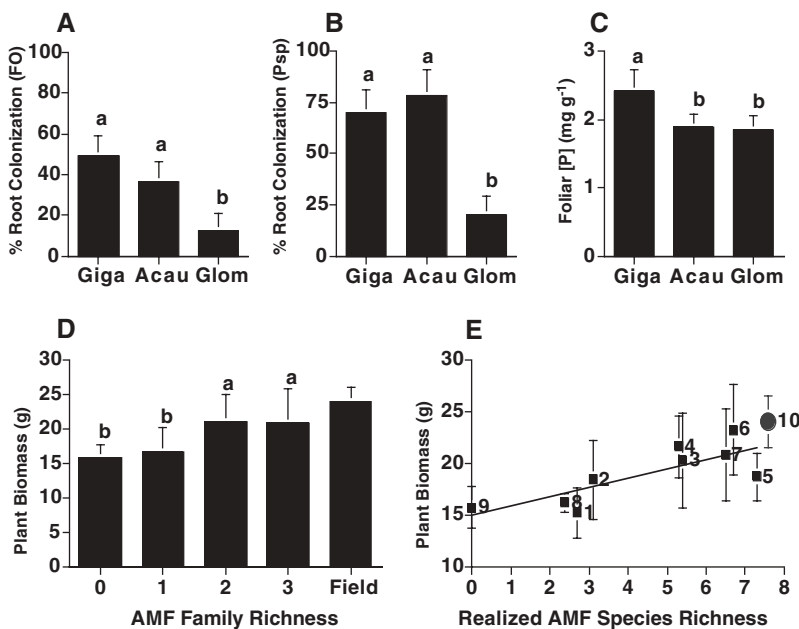 A
% Root Colonization (FO)
100
80
60
40
20
0
a
a
b
Giga Acau Glom
B
% Root Colonization (Psp)
100
75
50
25
0
a
a
b
Giga Acau Glom
C
Foliar [P] (mg g-1)
3
2
1
0
a
b
b
Giga Acau Glom
D
Plant Biomass (g)
30
25
20
15
10
5
0
b
b
a
a
0 1 2 3 Field
AMF Family Richness
E
Plant Biomass (g)
30
25
20
15
10
9
8
1
2
4
3
7
6
5
10
0 1 2 3 4 5 6 7 8
Realized AMF Species Richness